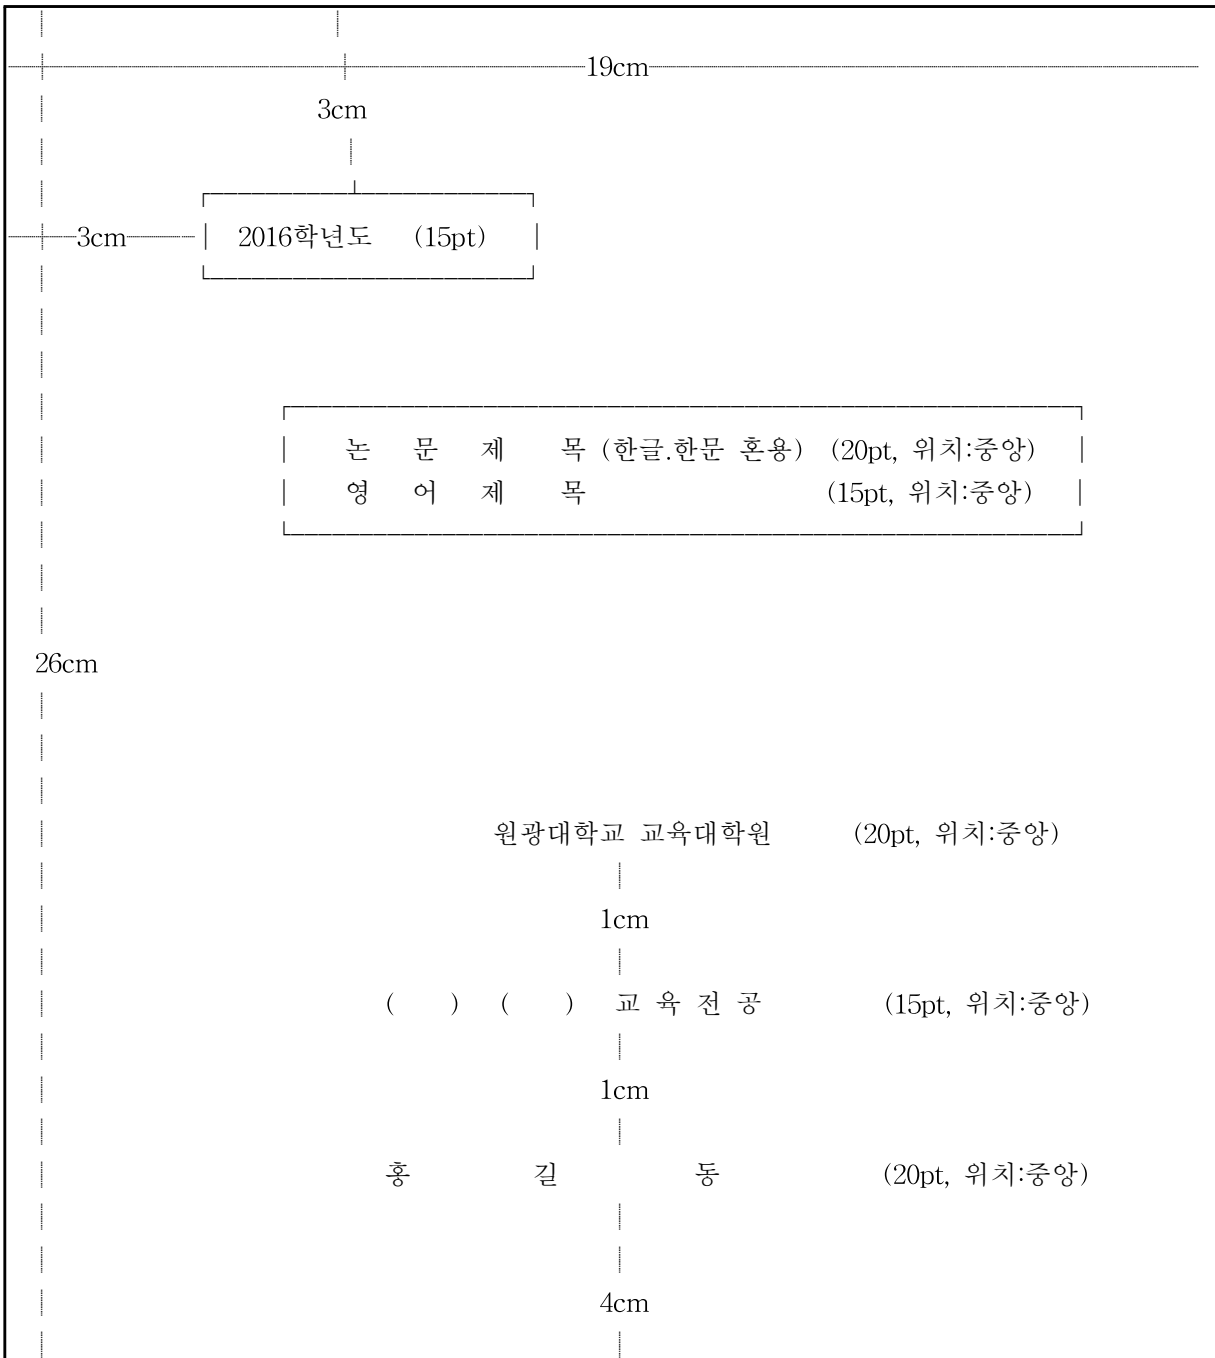 19cm
3cm
3cm 2016학년도 (15pt)
논 문 제 목 (한글.한문 혼용) (20pt, 위치:중앙)
영 어 제 목 (15pt, 위치:중앙)
26cm
원광대학교 교육대학원 (20pt, 위치:중앙)
1cm
( ) ( ) 교 육 전 공 (15pt, 위치:중앙)
1cm
홍 길 동 (20pt, 위치:중앙)
4cm